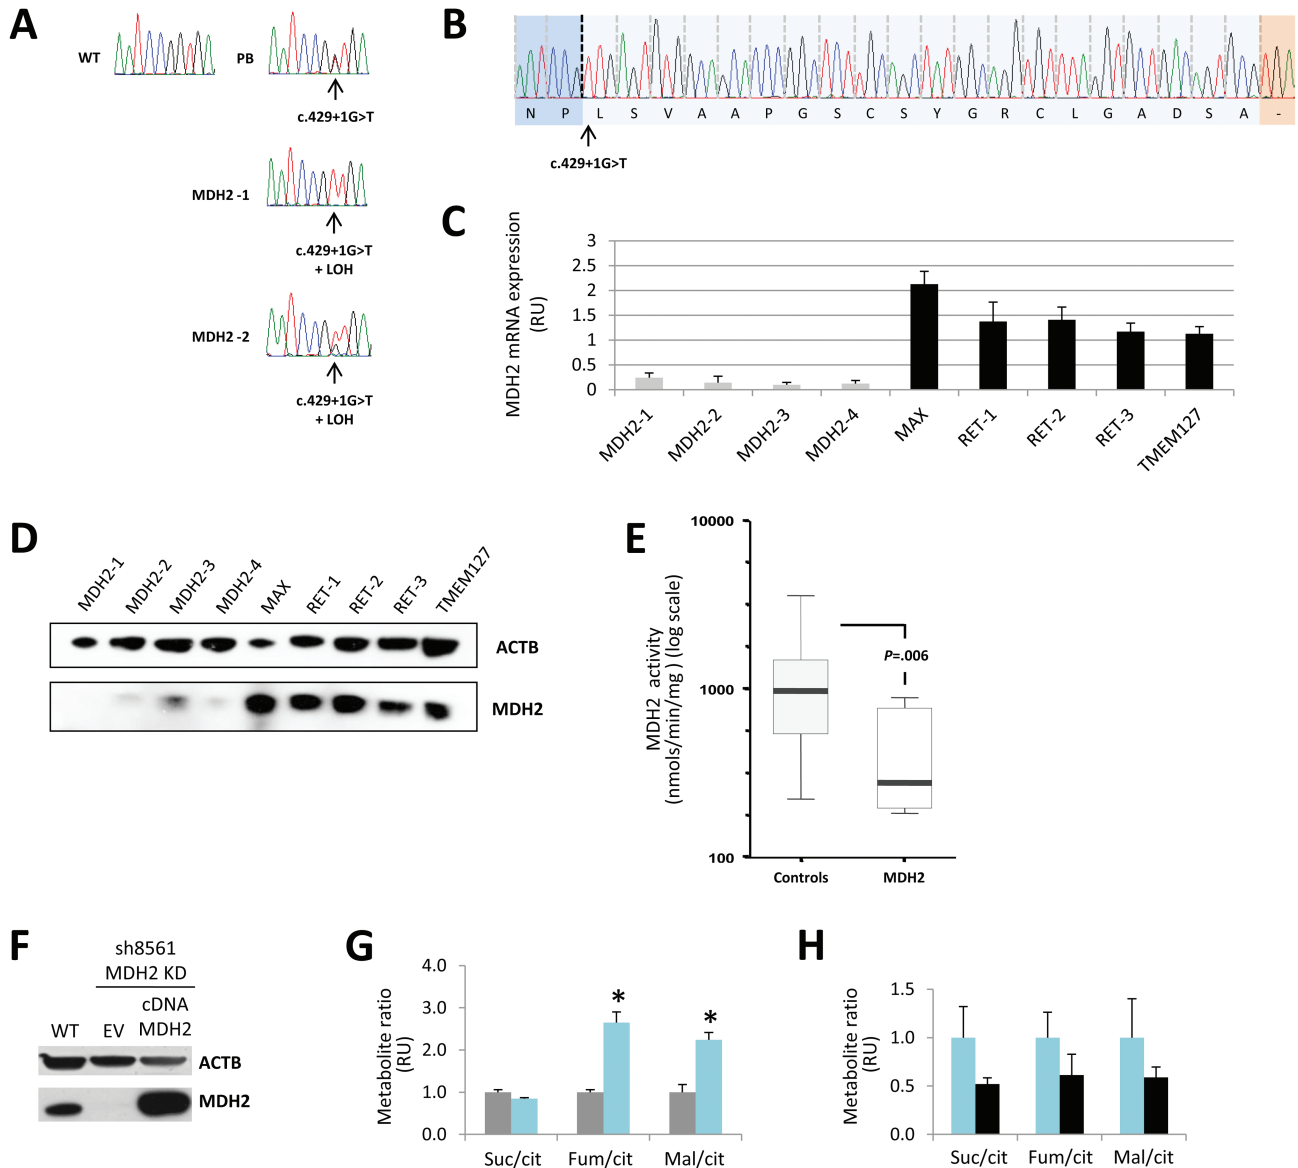 A
WT
PB
c.429+1G>T
MDH2 -1
c.429+1G>T
+ LOH
MDH2 -2
c.429+1G>T
+ LOH
B
N P L S V A A P G S C S Y G R C L G A D S A -
c.429+1G>T
C
MDH2 mRNA expression
(RU)
3
2.5
2
1.5
1
0.5
0
MDH2-1
MDH2-2
MDH2-3
MDH2-4
MAX
RET-1
RET-2
RET-3
TMEM127
D
MDH2-1
MDH2-2
MDH2-3
MDH2-4
MAX
RET-1
RET-2
RET-3
TMEM127
ACTB
MDH2
E
MDH2 activity
(nmols/min/mg) (log scale)
10000
1000
100
P=.006
Controls
MDH2
F
sh8561
MDH2 KD
WT
EV
cDNA
MDH2
ACTB
MDH2
G
Metabolite ratio
(RU)
4.0
3.0
2.0
1.0
0.0
*
*
Suc/cit
Fum/cit
Mal/cit
H
Metabolite ratio
(RU)
1.5
1.0
0.5
0.0
Suc/cit
Fum/cit
Mal/cit